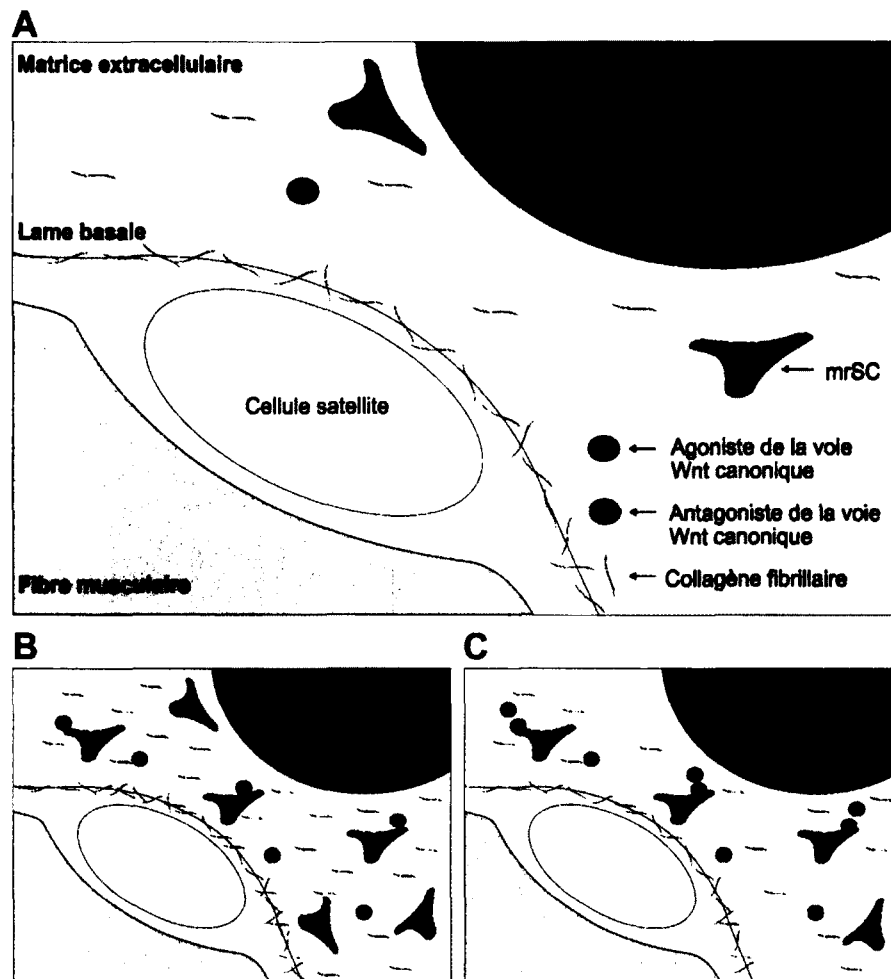 A
Matrice extracellulaire
Lame basale
Cellule satellite
mrSC
Agoniste de la voie
Wnt canonique
Antagoniste de la voie
Wnt canonique
Collagène fibrillaire
Fibre musculaire
B
C